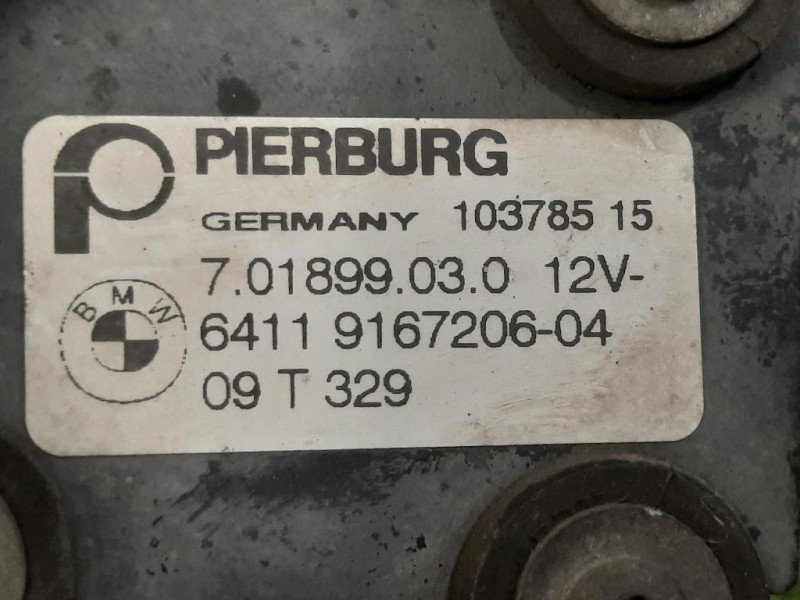 PIERBURG
GERMANY 103785 15
7.01899.03.0 12V-
BMW
6411 9167206-04
09 T 329